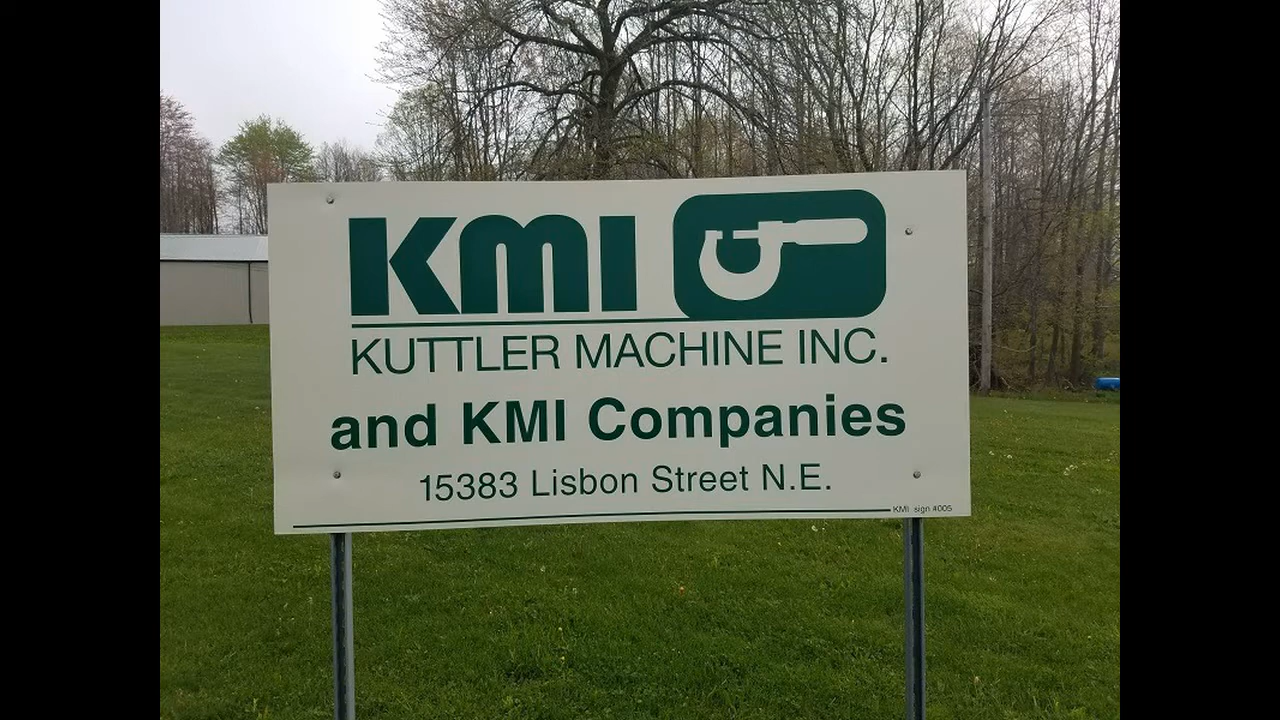 KMI
KUTTLER MACHINE INC.
and KMI Companies
15383 Lisbon Street N.E.
KMI sign #005